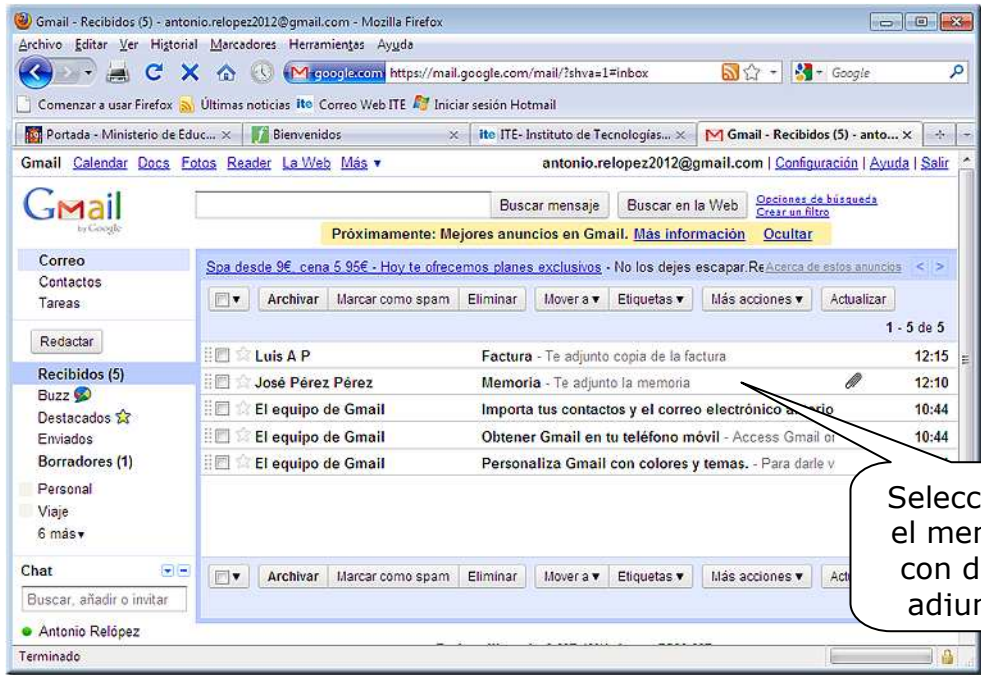 Gmail - Recibidos (5) - antonio.relopez2012@gmail.com - Mozilla Firefox
Archivo Editar Ver Historial Marcadores Herramientas Ayuda
google.com https://mail.google.com/mail/?shva=1#inbox Google
Comenzar a usar Firefox Últimas noticias ite Correo Web ITE Iniciar sesión Hotmail
Portada - Ministerio de Educ... Bienvenidos ite ITE- Instituto de Tecnologías... Gmail - Recibidos (5) - anto...
Gmail Calendar Docs Fotos Reader La Web Más ▾ antonio.relopez2012@gmail.com | Configuración | Ayuda | Salir
Gmail
by Google
Buscar mensaje Buscar en la Web Opciones de búsqueda
Crear un filtro
Próximamente: Mejores anuncios en Gmail. Más información Ocultar
Correo
Contactos
Tareas
Redactar
Recibidos (5)
Buzz
Destacados
Enviados
Borradores (1)
Personal
Viaje
6 más ▾
Chat
Buscar, añadir o invitar
Antonio Relópez
Spa desde 9€, cena 5,95€ - Hoy te ofrecemos planes exclusivos - No los dejes escapar.Re Acerca de estos anuncios < >
Archivar Marcar como spam Eliminar Mover a ▾ Etiquetas ▾ Más acciones ▾ Actualizar
1 - 5 de 5
Luis A P Factura - Te adjunto copia de la factura 12:15
José Pérez Pérez Memoria - Te adjunto la memoria 12:10
El equipo de Gmail Importa tus contactos y el correo electrónico 10:44
El equipo de Gmail Obtener Gmail en tu teléfono móvil - Access Gmail 10:44
El equipo de Gmail Personaliza Gmail con colores y temas. - Para darle v
Archivar Marcar como spam Eliminar Mover a ▾ Etiquetas ▾ Más acciones ▾ Act
Selecc
el men
con d
adjun
Terminado